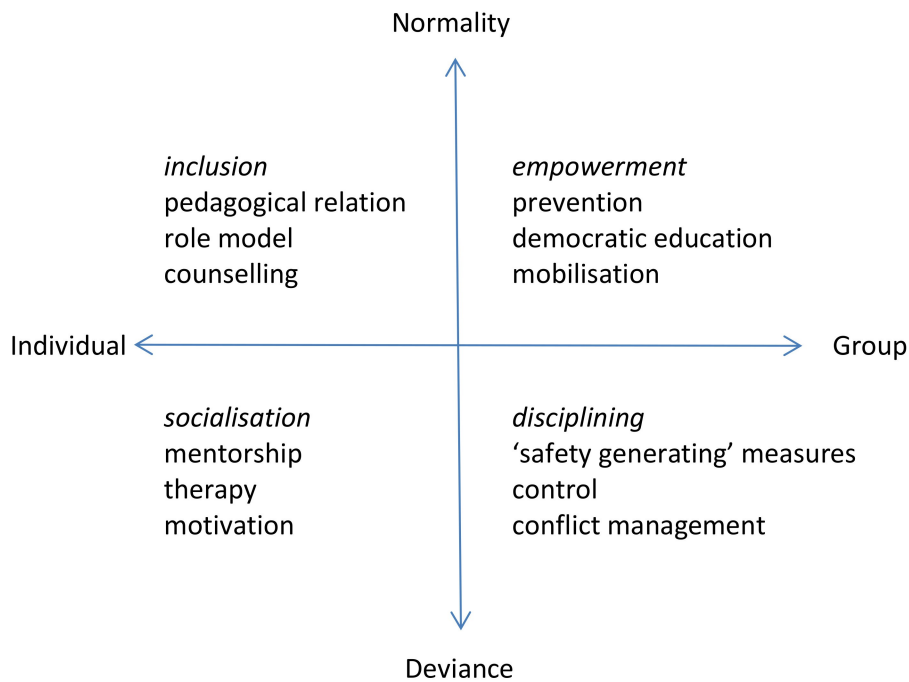 Normality
inclusion
pedagogical relation
role model
counselling
empowerment
prevention
democratic education
mobilisation
Individual
Group
socialisation
mentorship
therapy
motivation
disciplining
‘safety generating’ measures
control
conflict management
Deviance